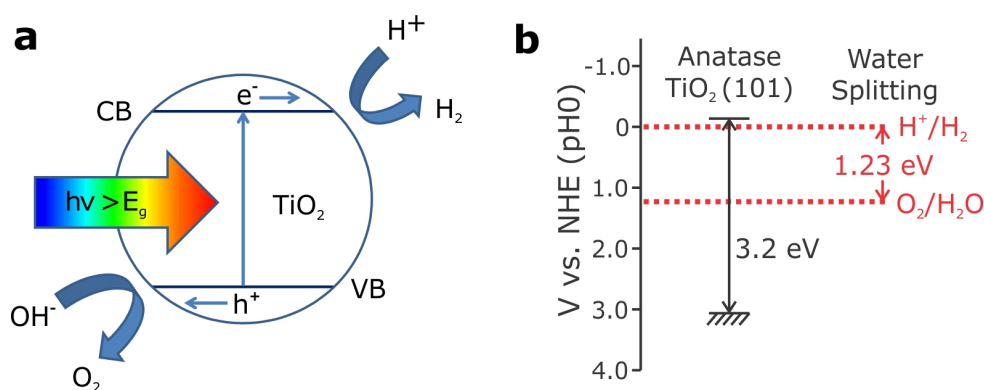 a
H⁺
H₂
CB
e⁻
hν > E_g
TiO₂
VB
h⁺
OH⁻
O₂
b
Anatase
TiO₂ (101)
Water
Splitting
V vs. NHE (pH0)
-1.0
0
1.0
2.0
3.0
4.0
H⁺/H₂
1.23 eV
O₂/H₂O
3.2 eV